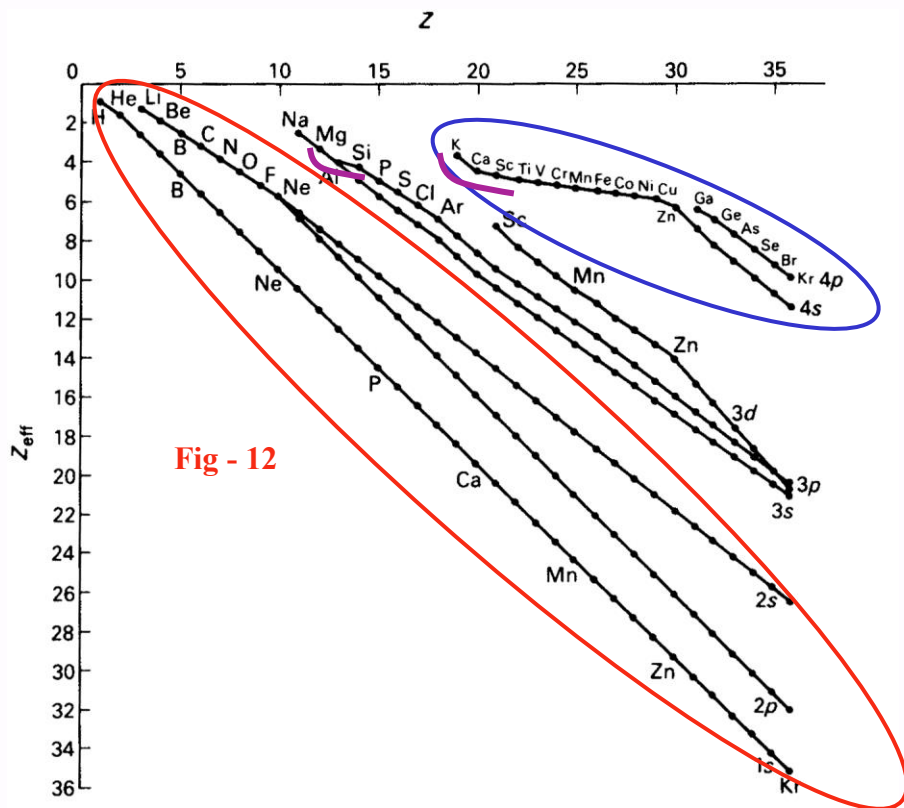 Z
0 5 10 15 20 25 30 35
2
4
6
8
10
12
14
16
18
20
22
24
26
28
30
32
34
36
Z eff
H He Li Be B C N O F Ne
B
Ne
P
Ca
Mn
Zn
Kr
1s
2p
2s
Na Mg Al Si P S Cl Ar
3s
3p
Sc
Mn
Zn
3d
K Ca Sc Ti V Cr Mn Fe Co Ni Cu Zn
4s
Ga Ge As Se Br Kr 4p
Fig - 12